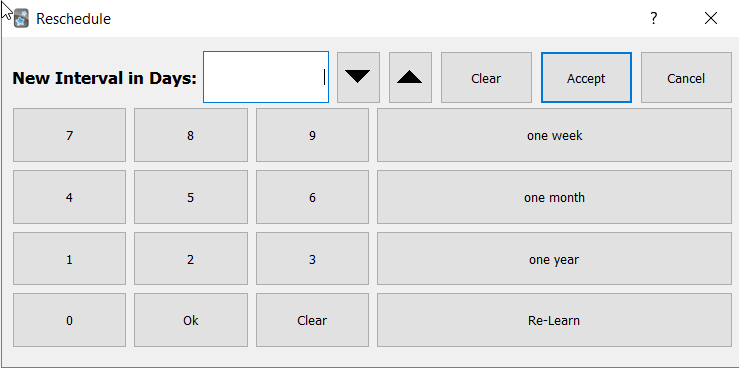 Reschedule ?
New Interval in Days: Clear Accept Cancel
7 8 9 one week
4 5 6 one month
1 2 3 one year
0 Ok Clear Re-Learn